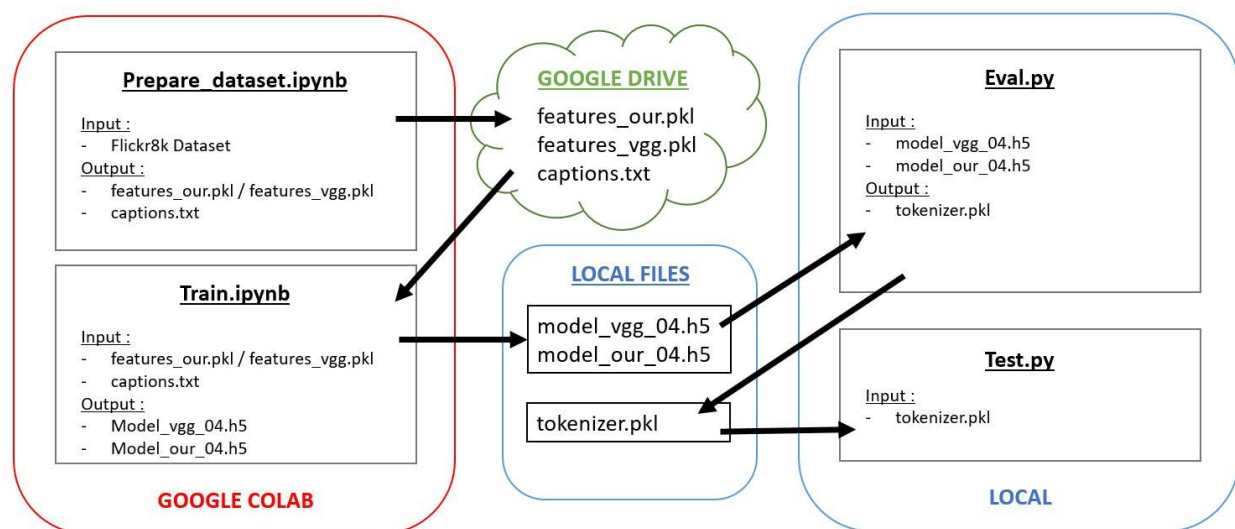 Prepare_dataset.ipynb
Input :
- Flickr8k Dataset
Output :
- features_our.pkl / features_vgg.pkl
- captions.txt
Train.ipynb
Input :
- features_our.pkl / features_vgg.pkl
- captions.txt
Output :
- Model_vgg_04.h5
- Model_our_04.h5
GOOGLE COLAB
GOOGLE DRIVE
features_our.pkl
features_vgg.pkl
captions.txt
LOCAL FILES
model_vgg_04.h5
model_our_04.h5
tokenizer.pkl
Eval.py
Input :
- model_vgg_04.h5
- model_our_04.h5
Output :
- tokenizer.pkl
Test.py
Input :
- tokenizer.pkl
LOCAL